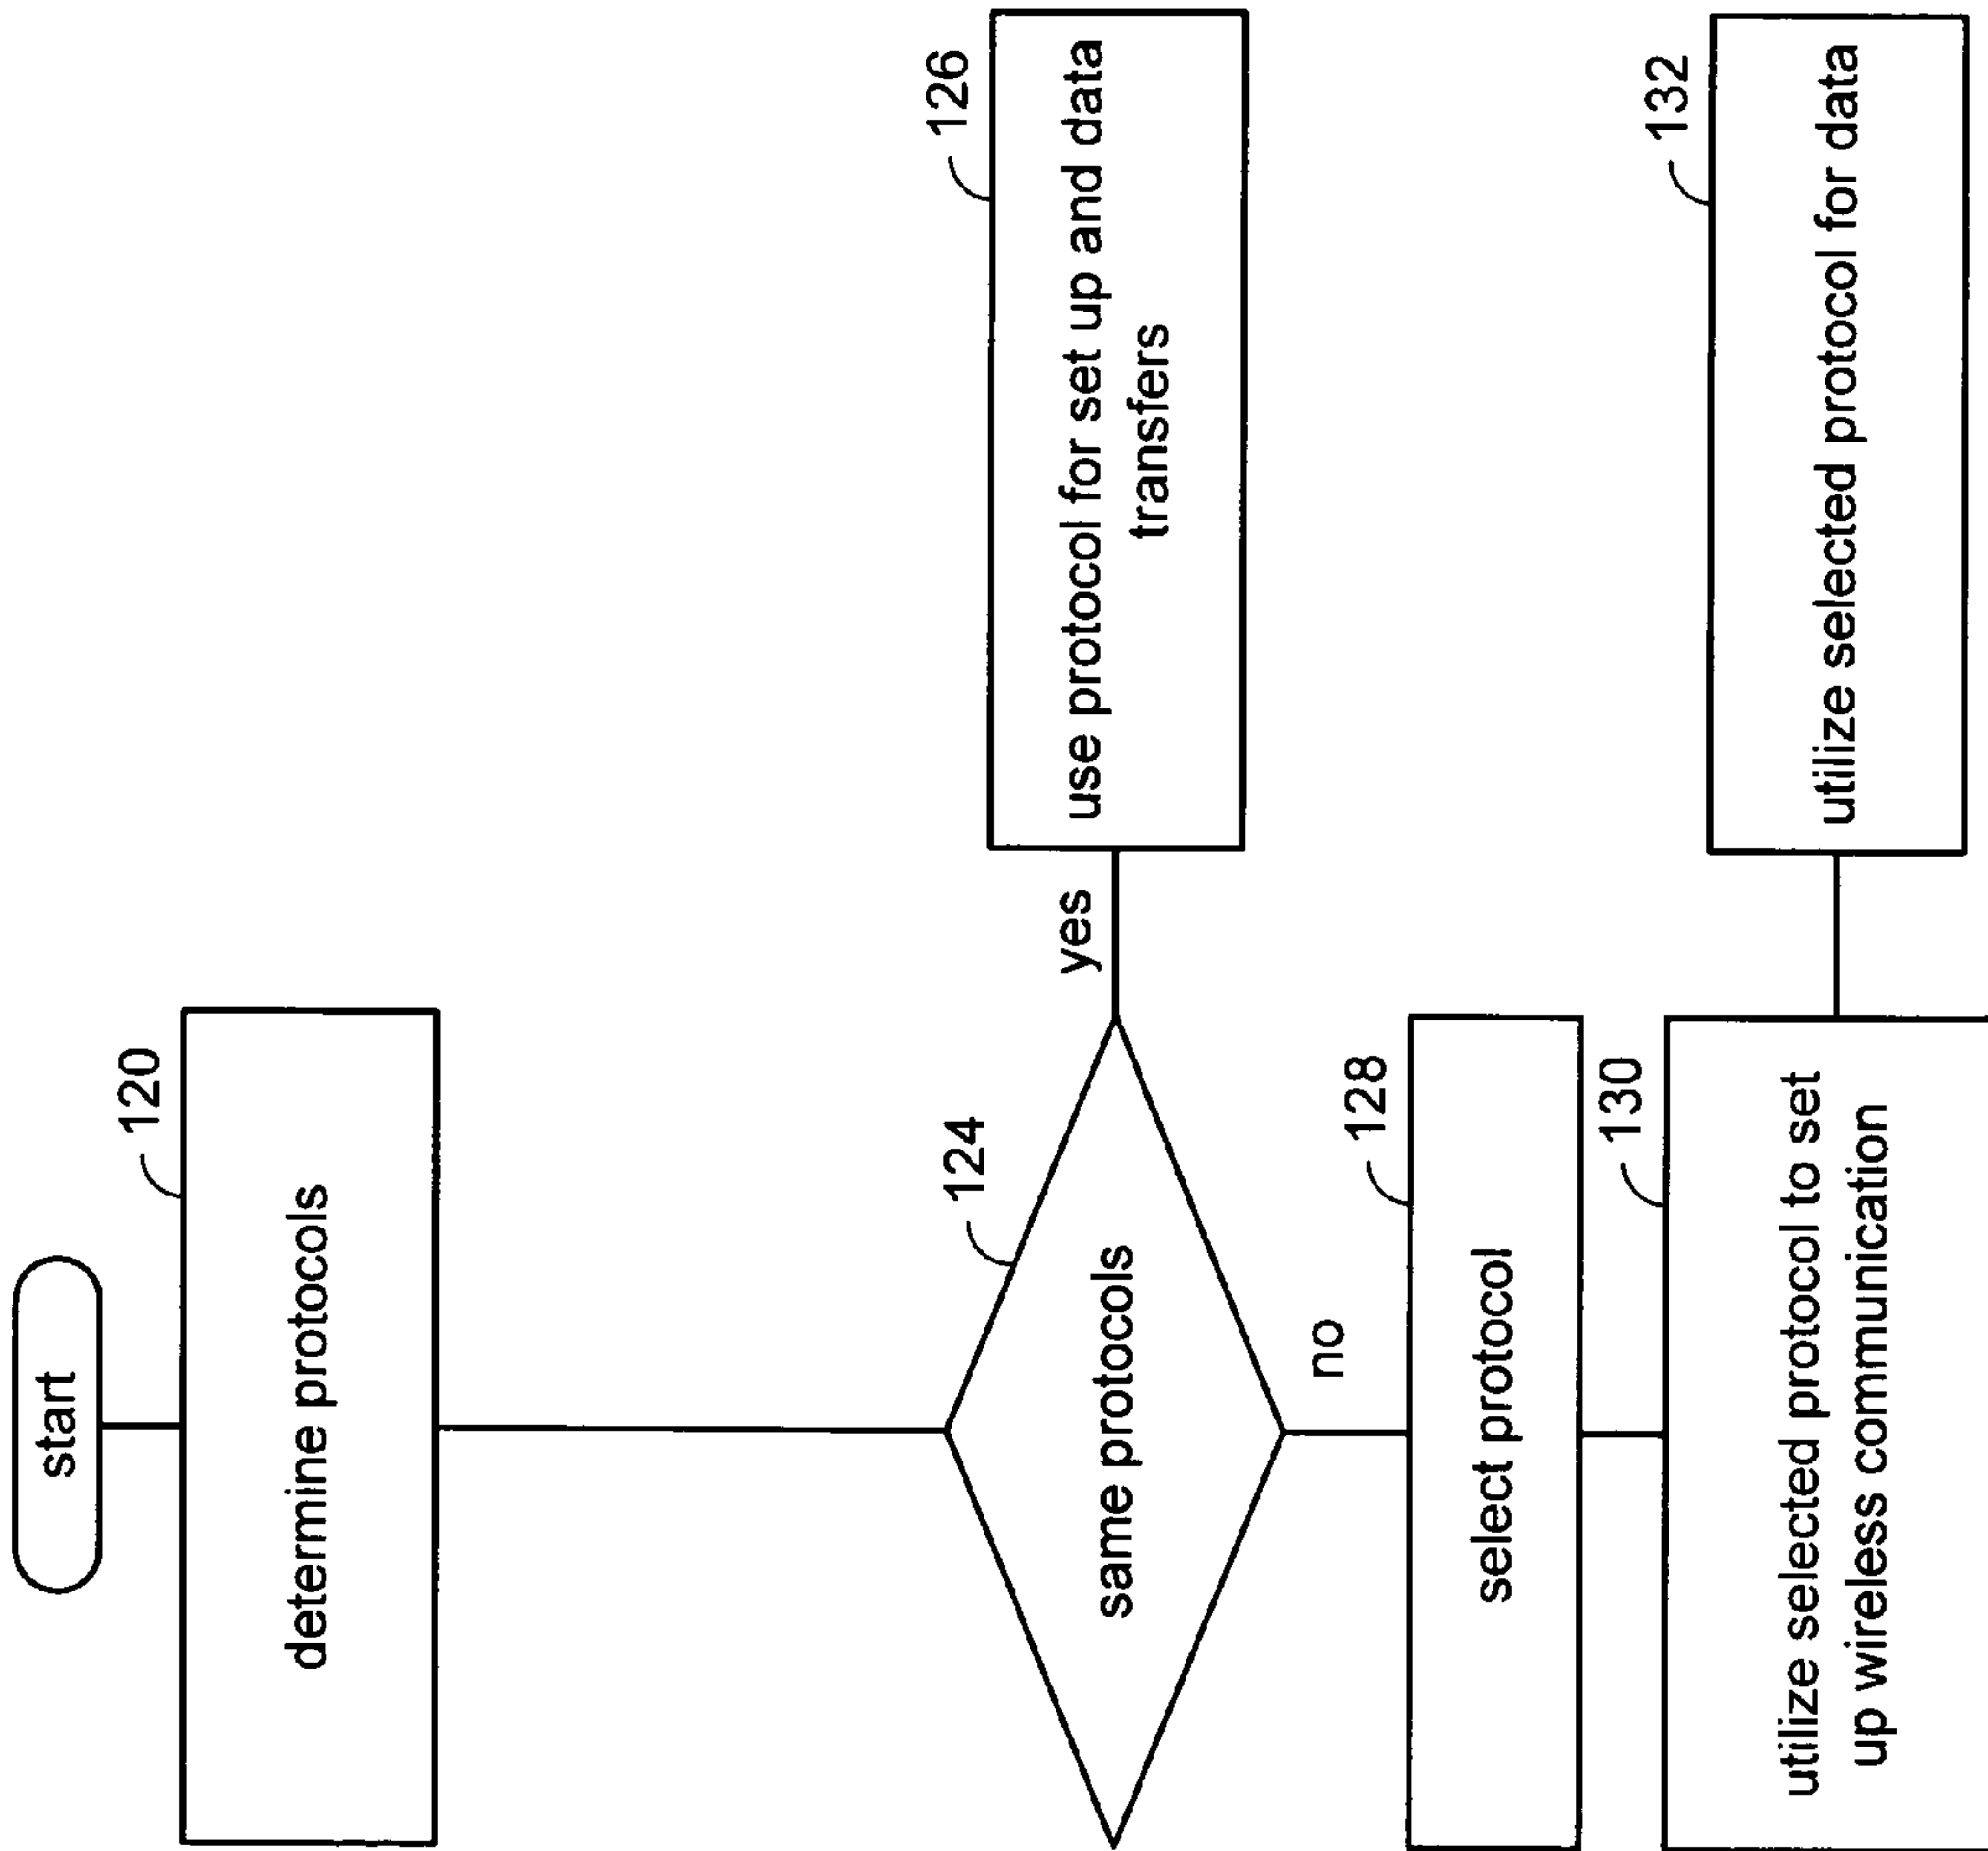 start
120
determine protocols
124
same protocols
yes
126
use protocol for set up and data
transfers
no
128
select protocol
130
utilize selected protocol to set
up wireless communication
132
utilize selected protocol for data